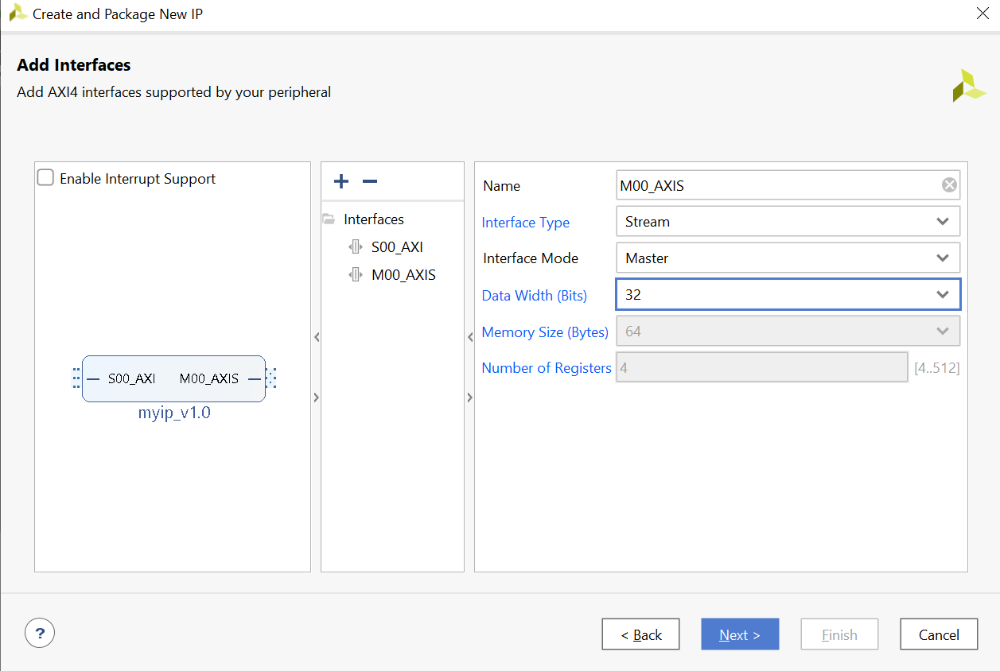 Create and Package New IP
Add Interfaces
Add AXI4 interfaces supported by your peripheral
Enable Interrupt Support
S00_AXI M00_AXIS
myip_v1.0
Interfaces
S00_AXI
M00_AXIS
Name M00_AXIS
Interface Type Stream
Interface Mode Master
Data Width (Bits) 32
Memory Size (Bytes) 64
Number of Registers 4 [4..512]
? < Back Next > Finish Cancel